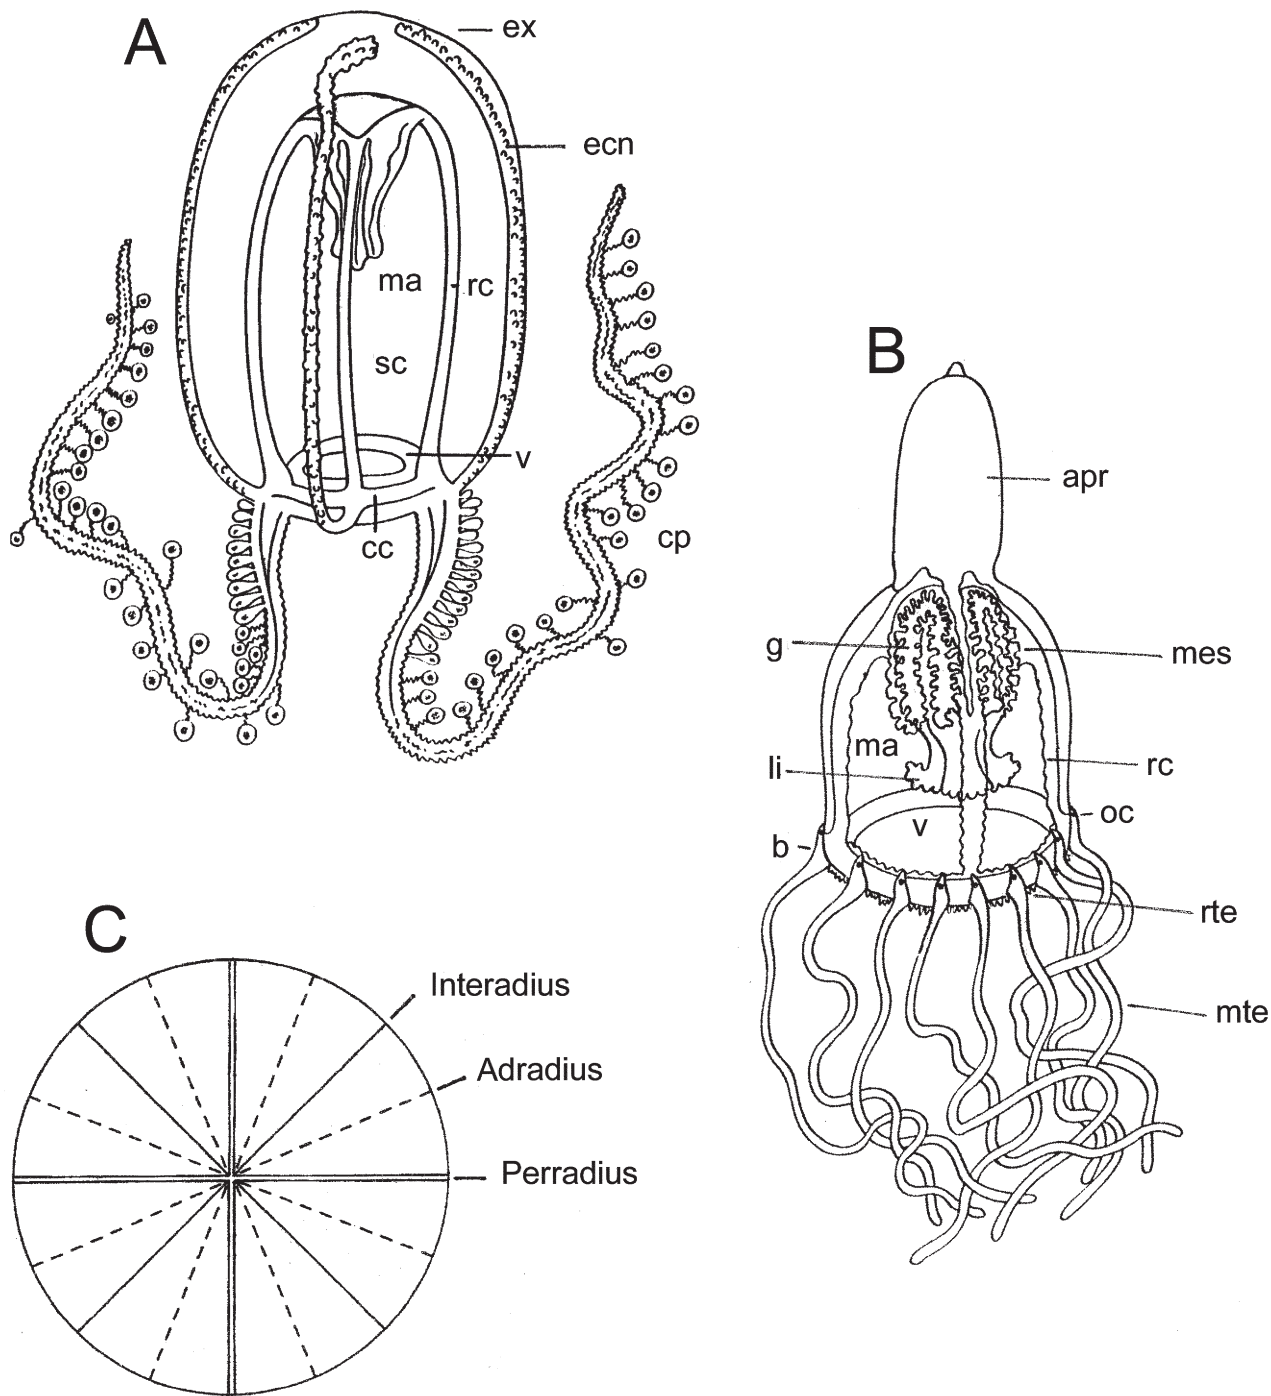 A
ex
ecn
ma
rc
sc
v
cc
cp
B
apr
g
mes
ma
li
rc
oc
v
b
rte
mte
C
Interadius
Adradius
Perradius